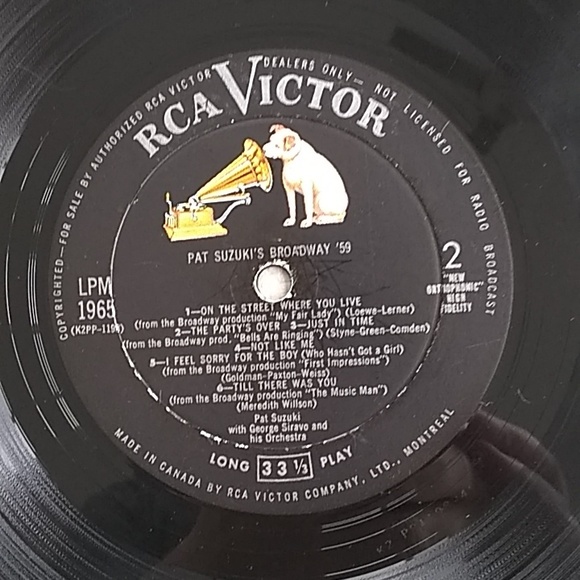 COPYRIGHTED—FOR SALE BY AUTHORIZED RCA VICTOR DEALERS ONLY— NOT LICENSED FOR RADIO BROADCAST
RCA VICTOR
PAT SUZUKI'S BROADWAY '59
LPM
1965
2
"NEW
ORTHOPHONIC"
HIGH
FIDELITY
1—ON THE STREET WHERE YOU LIVE
(from the Broadway production "My Fair Lady") (Loewe-Lerner)
2—THE PARTY'S OVER 3—JUST IN TIME
(from the Broadway prod. "Bells Are Ringing") (Styne-Green-Comden)
4—NOT LIKE ME
5—I FEEL SORRY FOR THE BOY (Who Hasn't Got a Girl)
(from the Broadway production "First Impressions")
(Goldman-Paxton-Weiss)
6—TILL THERE WAS YOU
(from the Broadway production "The Music Man")
(Meredith Willson)
Pat Suzuki
with George Siravo and
his Orchestra
LONG 33 1/3 PLAY
MADE IN CANADA BY RCA VICTOR COMPANY, LTD., MONTREAL